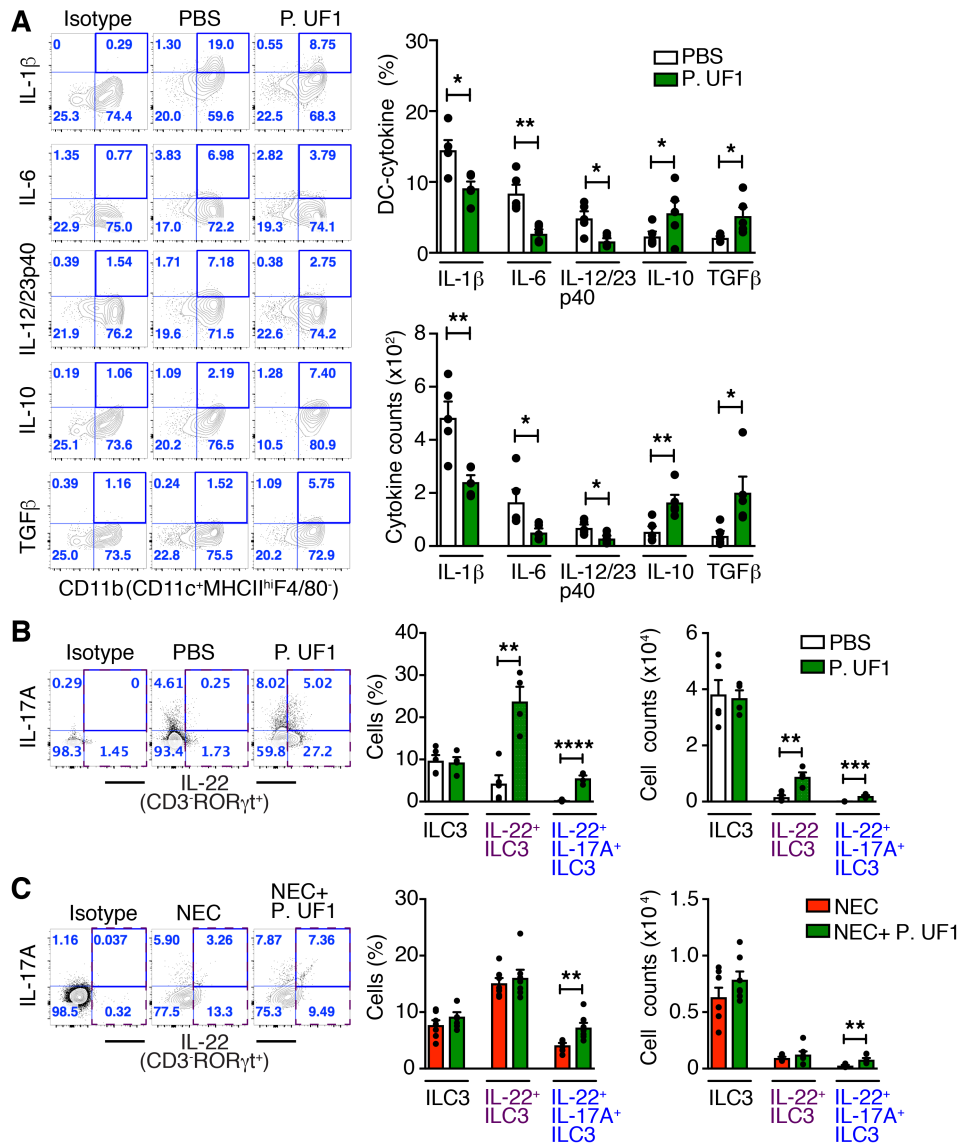 A
Isotype PBS P. UF1
IL-1β
0 0.29 1.30 19.0 0.55 8.75
25.3 74.4 20.0 59.6 22.5 68.3
IL-6
1.35 0.77 3.83 6.98 2.82 3.79
22.9 75.0 17.0 72.2 19.3 74.1
IL-12/23p40
0.39 1.54 1.71 7.18 0.38 2.75
21.9 76.2 19.6 71.5 22.6 74.2
IL-10
0.19 1.06 1.09 2.19 1.28 7.40
25.1 73.6 20.2 76.5 10.5 80.9
TGFβ
0.39 1.16 0.24 1.52 1.09 5.75
25.0 73.5 22.8 75.5 20.2 72.9
CD11b (CD11c⁺MHCIIʰⁱF4/80⁻)
DC-cytokine (%)
30
20
10
0
PBS
P. UF1
* ** * * *
IL-1β IL-6 IL-12/23 IL-10 TGFβ
p40
Cytokine counts (x10²)
8
6
4
2
0
** * * ** *
IL-1β IL-6 IL-12/23 IL-10 TGFβ
p40
B
Isotype PBS P. UF1
IL-17A
0.29 0 4.61 0.25 8.02 5.02
98.3 1.45 93.4 1.73 59.8 27.2
IL-22
(CD3⁻RORγt⁺)
Cells (%)
40
30
20
10
0
** ****
ILC3 IL-22⁺ IL-22⁺
ILC3 IL-17A⁺
ILC3
Cell counts (x10⁴)
6
4
2
0
PBS
P. UF1
** ***
ILC3 IL-22 IL-22⁺
ILC3 IL-17A⁺
ILC3
C
Isotype NEC NEC+
P. UF1
IL-17A
1.16 0.037 5.90 3.26 7.87 7.36
98.5 0.32 77.5 13.3 75.3 9.49
IL-22
(CD3⁻RORγt⁺)
Cells (%)
30
20
10
0
**
ILC3 IL-22⁺ IL-22⁺
ILC3 IL-17A⁺
ILC3
Cell counts (x10⁴)
1.5
1.0
0.5
0
NEC
NEC+ P. UF1
**
ILC3 IL-22⁺ IL-22⁺
ILC3 IL-17A⁺
ILC3